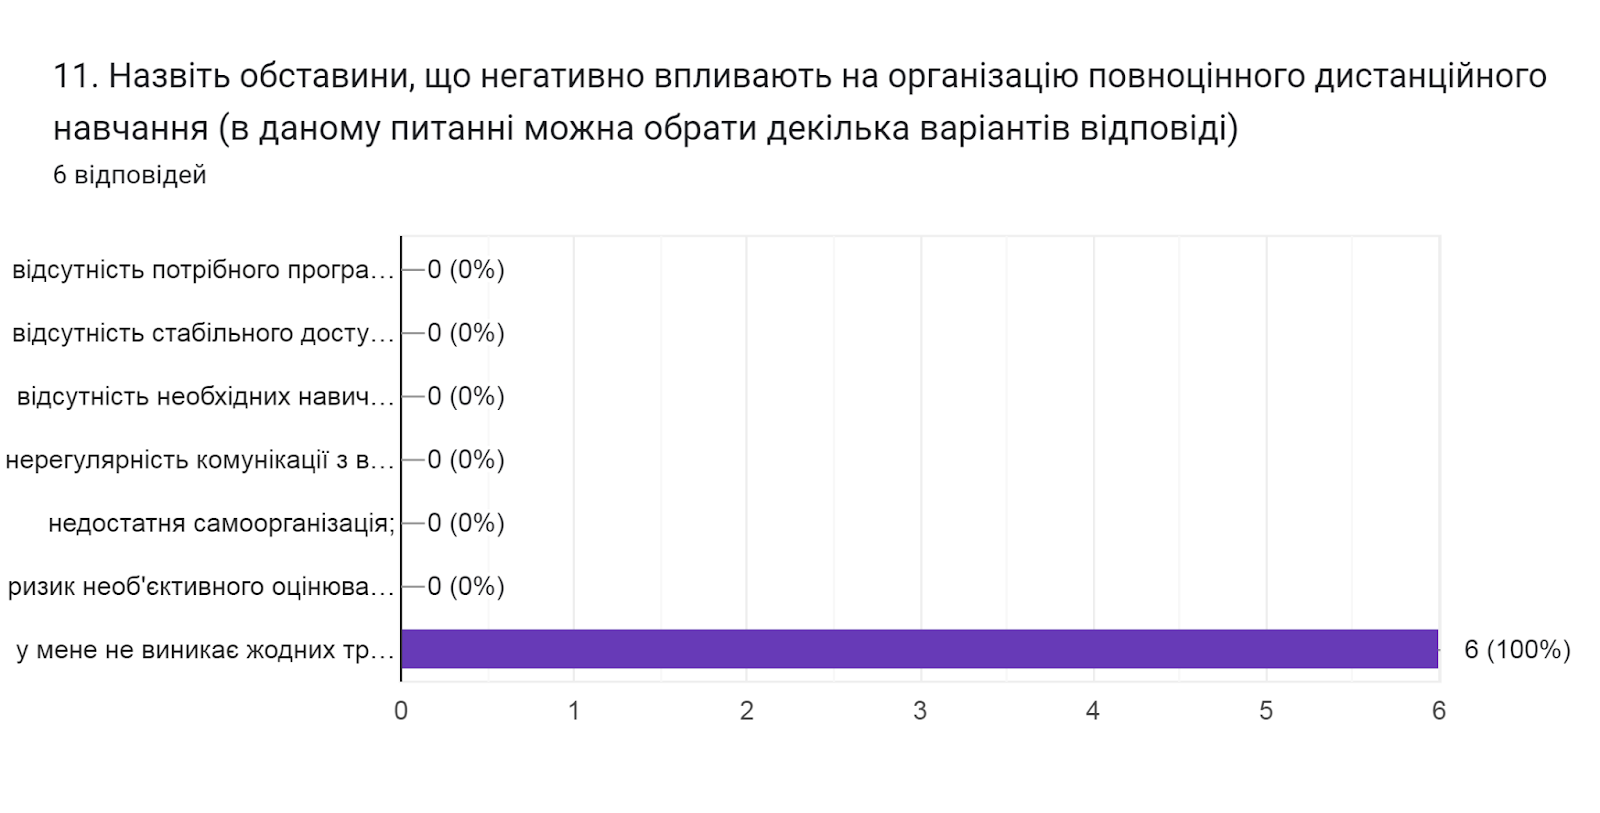 11. Назвіть обставини, що негативно впливають на організацію повноцінного дистанційного
навчання (в даному питанні можна обрати декілька варіантів відповіді)
6 відповідей
відсутність потрібного програ… 0 (0%)
відсутність стабільного досту… 0 (0%)
відсутність необхідних навич… 0 (0%)
нерегулярність комунікації з в… 0 (0%)
недостатня самоорганізація; 0 (0%)
ризик необ'єктивного оцінюва… 0 (0%)
у мене не виникає жодних тр… 6 (100%)
0 1 2 3 4 5 6